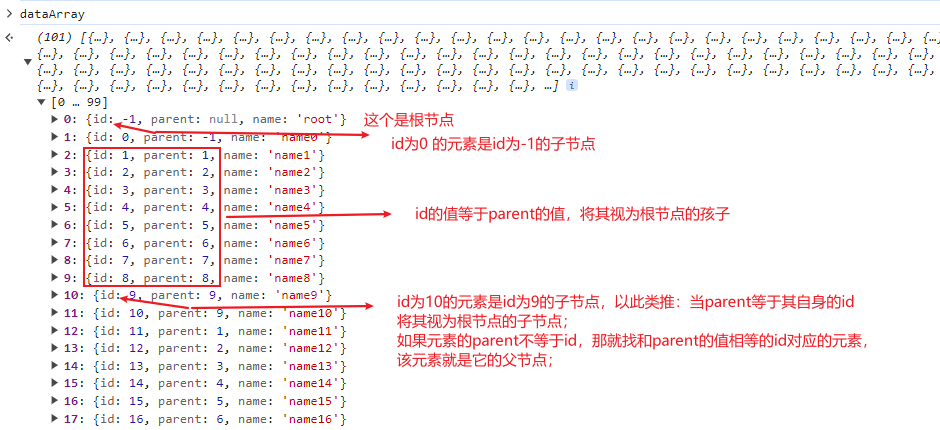 dataArray
(101) [{…}, {…}, {…}, {…}, {…}, {…}, {…}, {…}, {…}, {…}, {…}, {…}, {…}, {…}, {…}, {…}, {…}, {…}, {…}, {…}, {…}, {…}, {…}, {…},
{…}, {…}, {…}, {…}, {…}, {…}, {…}, {…}, {…}, {…}, {…}, {…}, {…}, {…}, {…}, {…}, {…}, {…}, {…}, {…}, {…}, {…}, {…}, {…}, {…},
{…}, {…}, {…}, {…}, {…}, {…}, {…}, {…}, {…}, {…}, {…}, {…}, {…}, {…}, {…}, {…}, {…}, {…}, {…}, {…}, {…}, {…}, {…}, {…}, {…},
{…}, {…}, {…}, {…}, {…}, {…}, {…}, {…}, {…}, {…}, {…}, {…}, {…}, {…}, …] i
[0 … 99]
0: {id: -1, parent: null, name: 'root'} 这个是根节点
1: {id: 0, parent: -1, name: 'name0'}
id为0 的元素是id为-1的子节点
2: {id: 1, parent: 1, name: 'name1'}
3: {id: 2, parent: 2, name: 'name2'}
4: {id: 3, parent: 3, name: 'name3'}
5: {id: 4, parent: 4, name: 'name4'} id的值等于parent的值，将其视为根节点的孩子
6: {id: 5, parent: 5, name: 'name5'}
7: {id: 6, parent: 6, name: 'name6'}
8: {id: 7, parent: 7, name: 'name7'}
9: {id: 8, parent: 8, name: 'name8'}
10: {id: 9, parent: 9, name: 'name9'} id为10的元素是id为9的子节点，以此类推：当parent等于其自身的id
11: {id: 10, parent: 9, name: 'name10'} 将其视为根节点的子节点；
12: {id: 11, parent: 1, name: 'name11'} 如果元素的parent不等于id，那就找和parent的值相等的id对应的元素，
13: {id: 12, parent: 2, name: 'name12'} 该元素就是它的父节点；
14: {id: 13, parent: 3, name: 'name13'}
15: {id: 14, parent: 4, name: 'name14'}
16: {id: 15, parent: 5, name: 'name15'}
17: {id: 16, parent: 6, name: 'name16'}